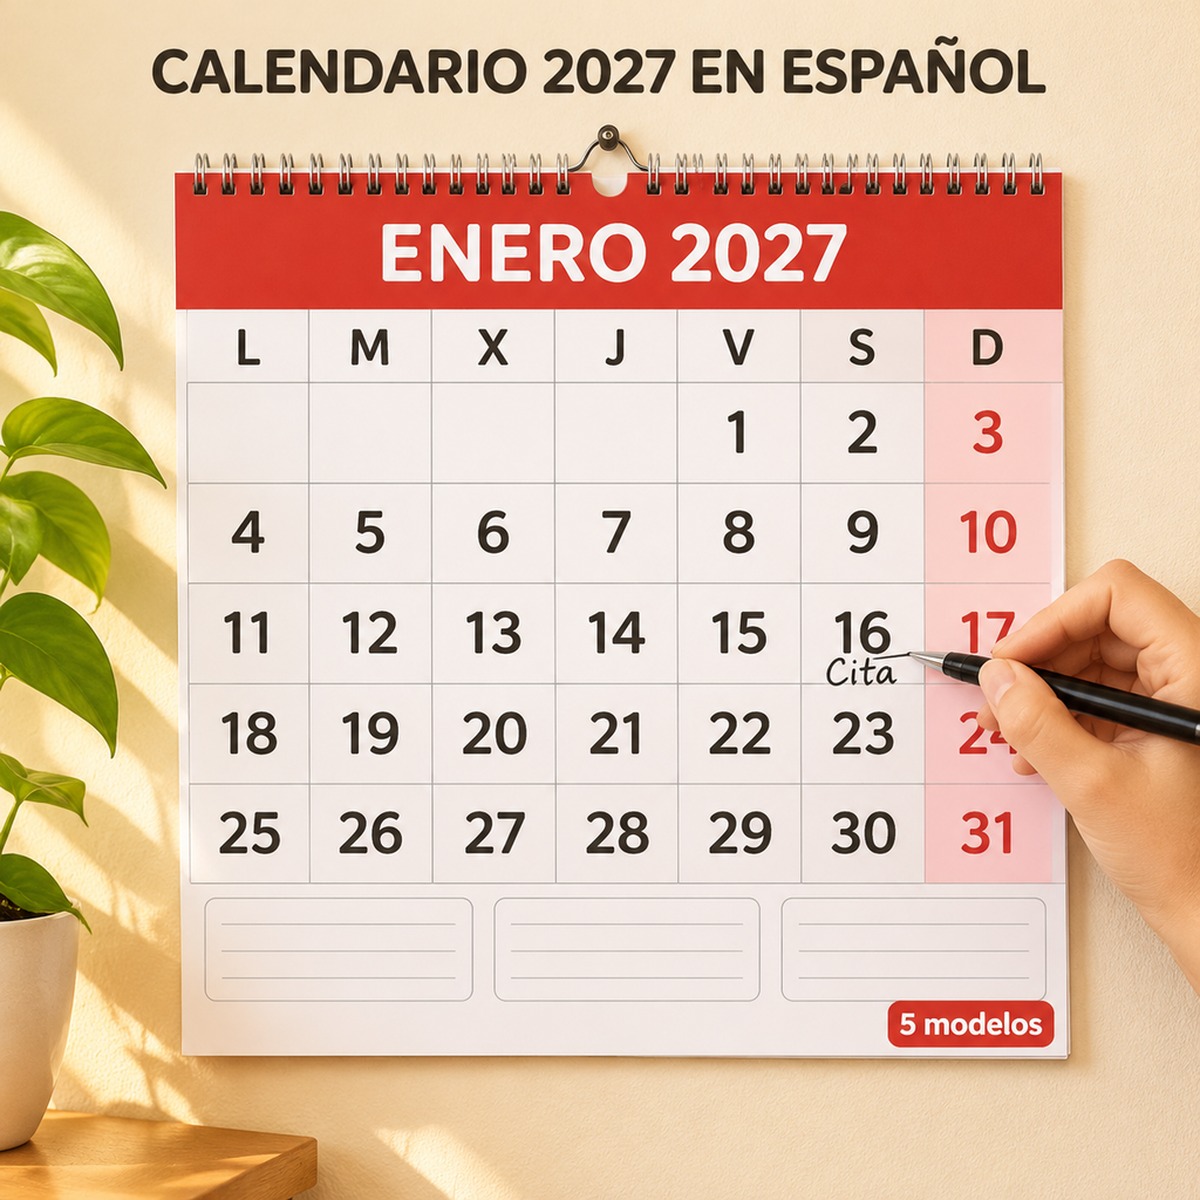 CALENDARIO 2027 EN ESPAÑOL
ENERO 2027
L M X J V S D
1 2 3
4 5 6 7 8 9 10
11 12 13 14 15 16 17
Cita
18 19 20 21 22 23 24
25 26 27 28 29 30 31
5 modelos